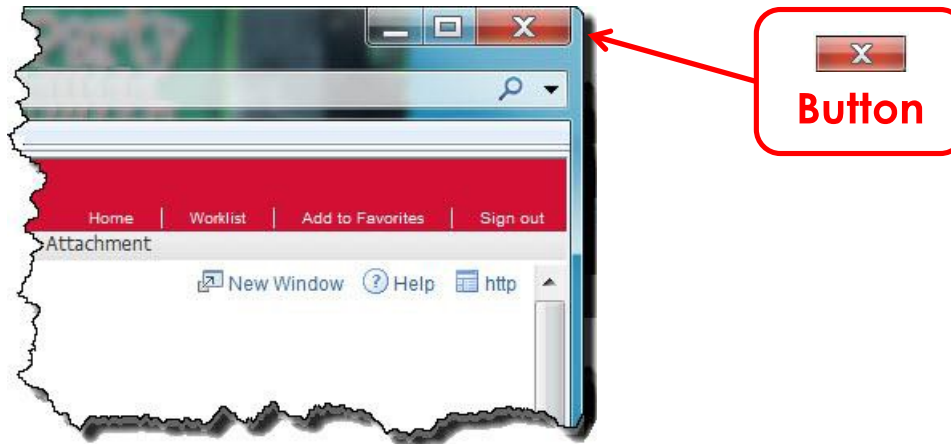 X
Button
Home | Worklist | Add to Favorites | Sign out
Attachment
New Window ? Help http